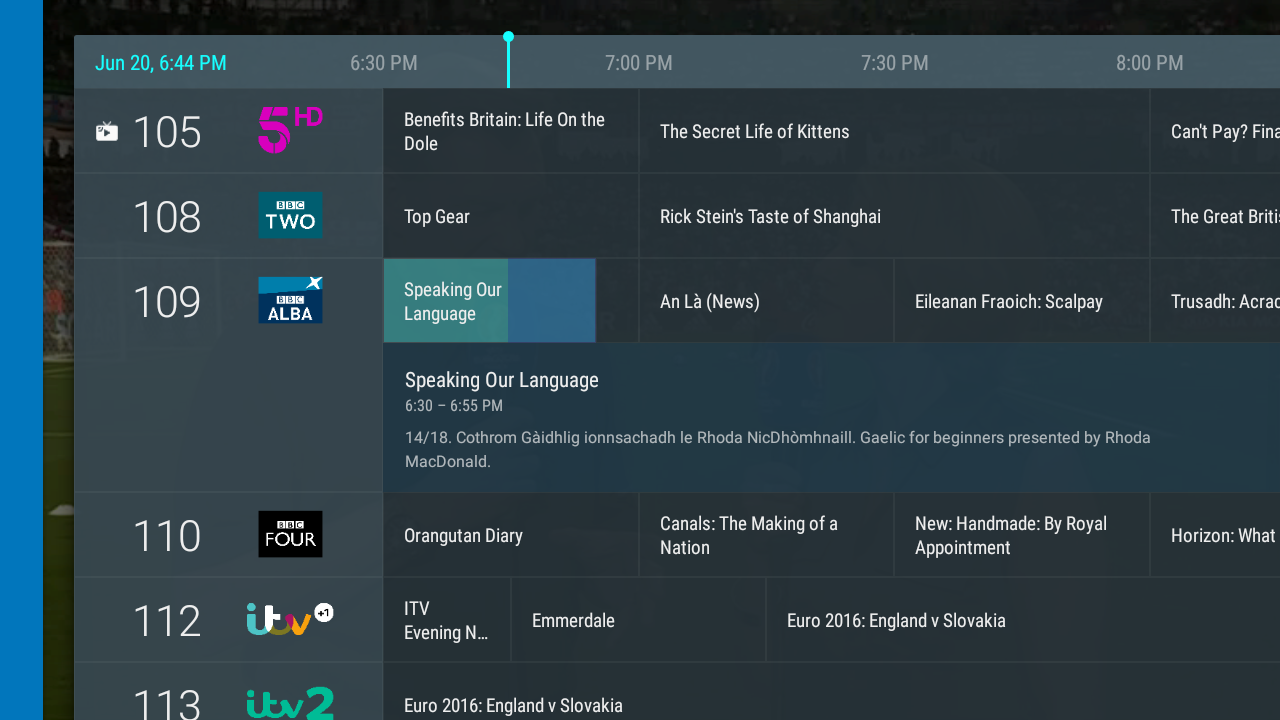 Jun 20, 6:44 PM 6:30 PM 7:00 PM 7:30 PM 8:00 PM
105
5 HD
Benefits Britain: Life On the
Dole
The Secret Life of Kittens
Can't Pay? Fina
108
BBC
TWO
Top Gear
Rick Stein's Taste of Shanghai
The Great Briti
109
BBC
ALBA
Speaking Our
Language
An Là (News)
Eileanan Fraoich: Scalpay
Trusadh: Acrac
Speaking Our Language
6:30 – 6:55 PM
14/18. Cothrom Gàidhlig ionnsachadh le Rhoda NicDhòmhnaill. Gaelic for beginners presented by Rhoda
MacDonald.
110
BBC
FOUR
Orangutan Diary
Canals: The Making of a
Nation
New: Handmade: By Royal
Appointment
Horizon: What
112
itv +1
ITV
Evening N...
Emmerdale
Euro 2016: England v Slovakia
113
itv2
Euro 2016: England v Slovakia